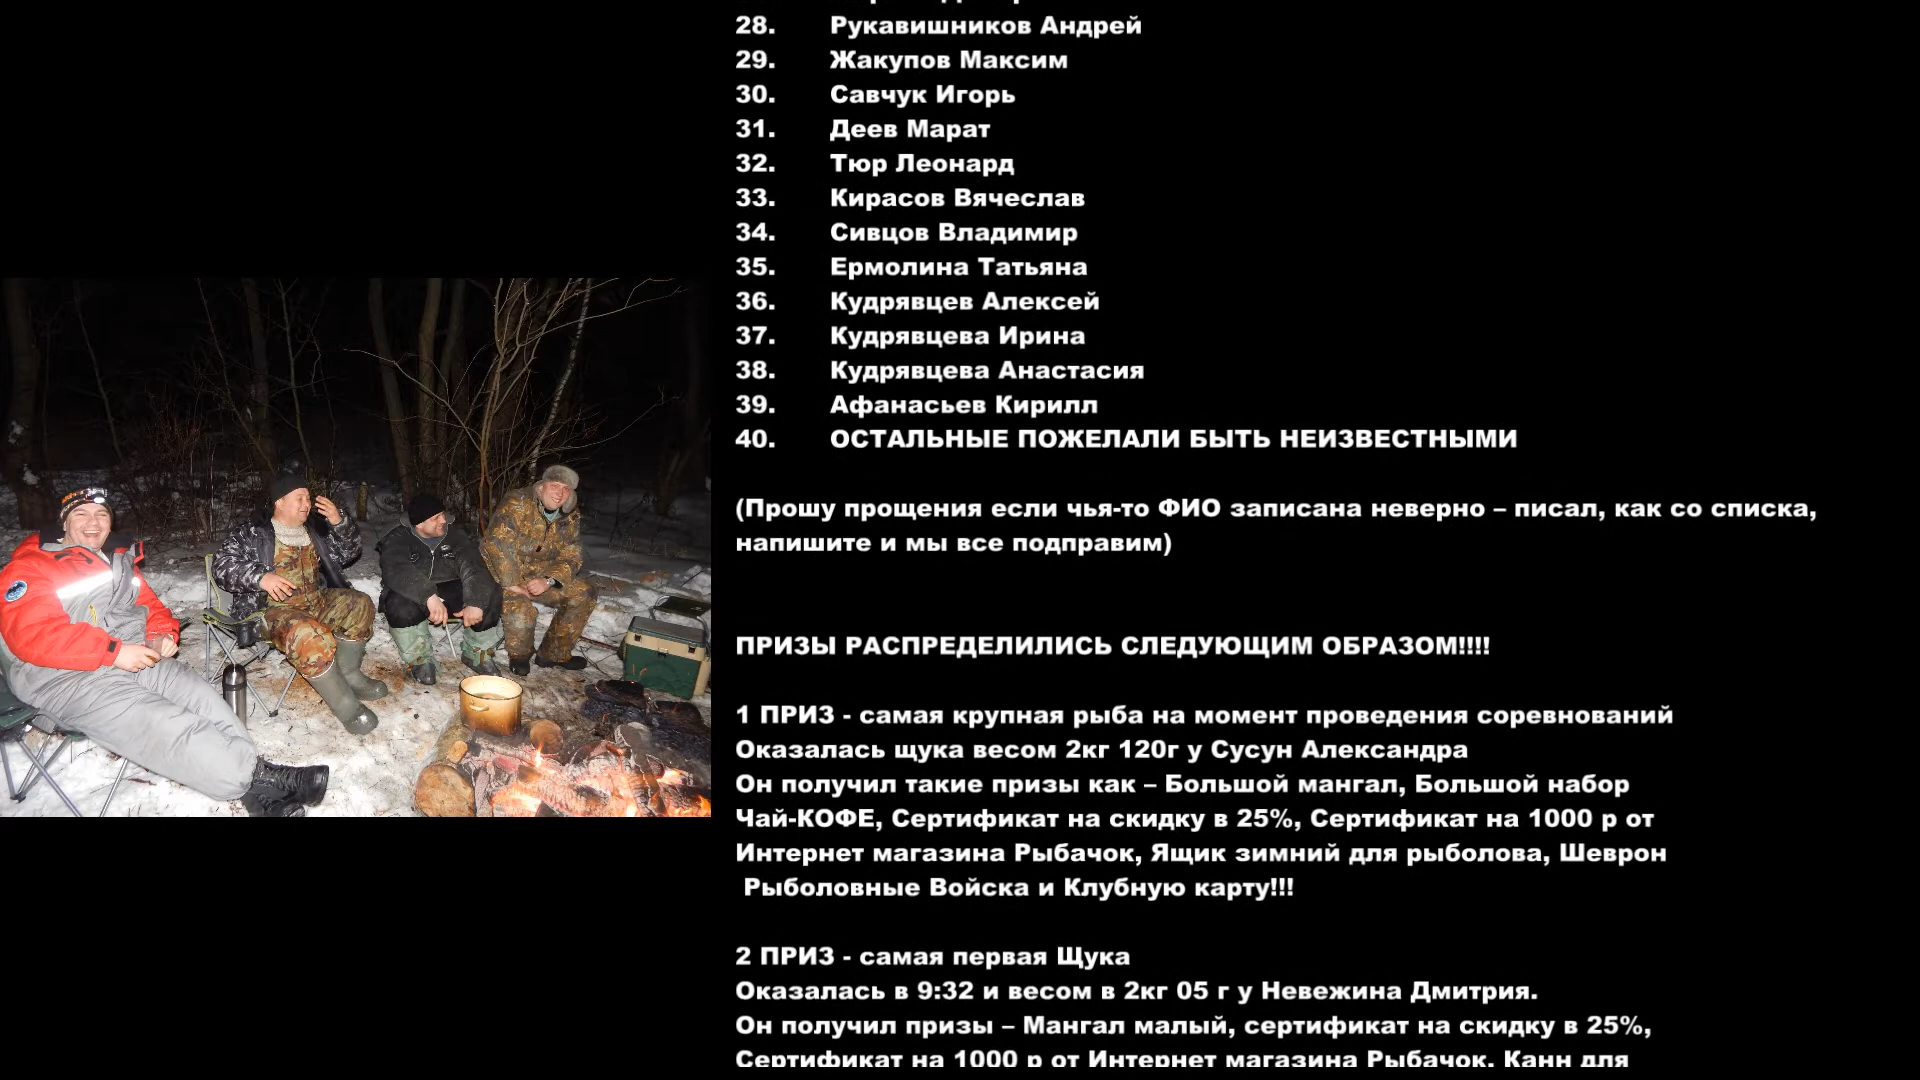 28. Рукавишников Андрей
29. Жакупов Максим
30. Савчук Игорь
31. Деев Марат
32. Тюр Леонард
33. Кирасов Вячеслав
34. Сивцов Владимир
35. Ермолина Татьяна
36. Кудрявцев Алексей
37. Кудрявцева Ирина
38. Кудрявцева Анастасия
39. Афанасьев Кирилл
40. ОСТАЛЬНЫЕ ПОЖЕЛАЛИ БЫТЬ НЕИЗВЕСТНЫМИ
(Прошу прощения если чья-то ФИО записана неверно – писал, как со списка,
напишите и мы все подправим)
ПРИЗЫ РАСПРЕДЕЛИЛИСЬ СЛЕДУЮЩИМ ОБРАЗОМ!!!!
1 ПРИЗ - самая крупная рыба на момент проведения соревнований
Оказалась щука весом 2кг 120г у Сусун Александра
Он получил такие призы как – Большой мангал, Большой набор
Чай-КОФЕ, Сертификат на скидку в 25%, Сертификат на 1000 р от
Интернет магазина Рыбачок, Ящик зимний для рыболова, Шеврон
Рыболовные Войска и Клубную карту!!!
2 ПРИЗ - самая первая Щука
Оказалась в 9:32 и весом в 2кг 05 г у Невежина Дмитрия.
Он получил призы – Мангал малый, сертификат на скидку в 25%,
Сертификат на 1000 р от Интернет магазина Рыбачок. Канн для